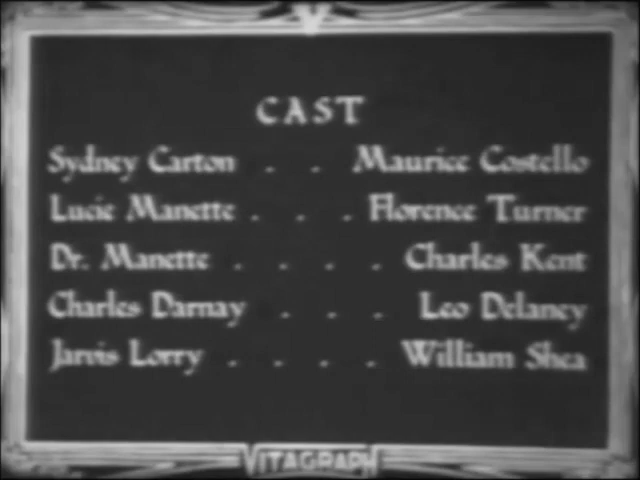 CAST
Sydney Carton . . Maurice Costello
Lucie Manette . . . Florence Turner
Dr. Manette . . . . Charles Kent
Charles Darnay . . . Leo Delaney
Jarvis Lorry . . . . William Shea
VITAGRAPH